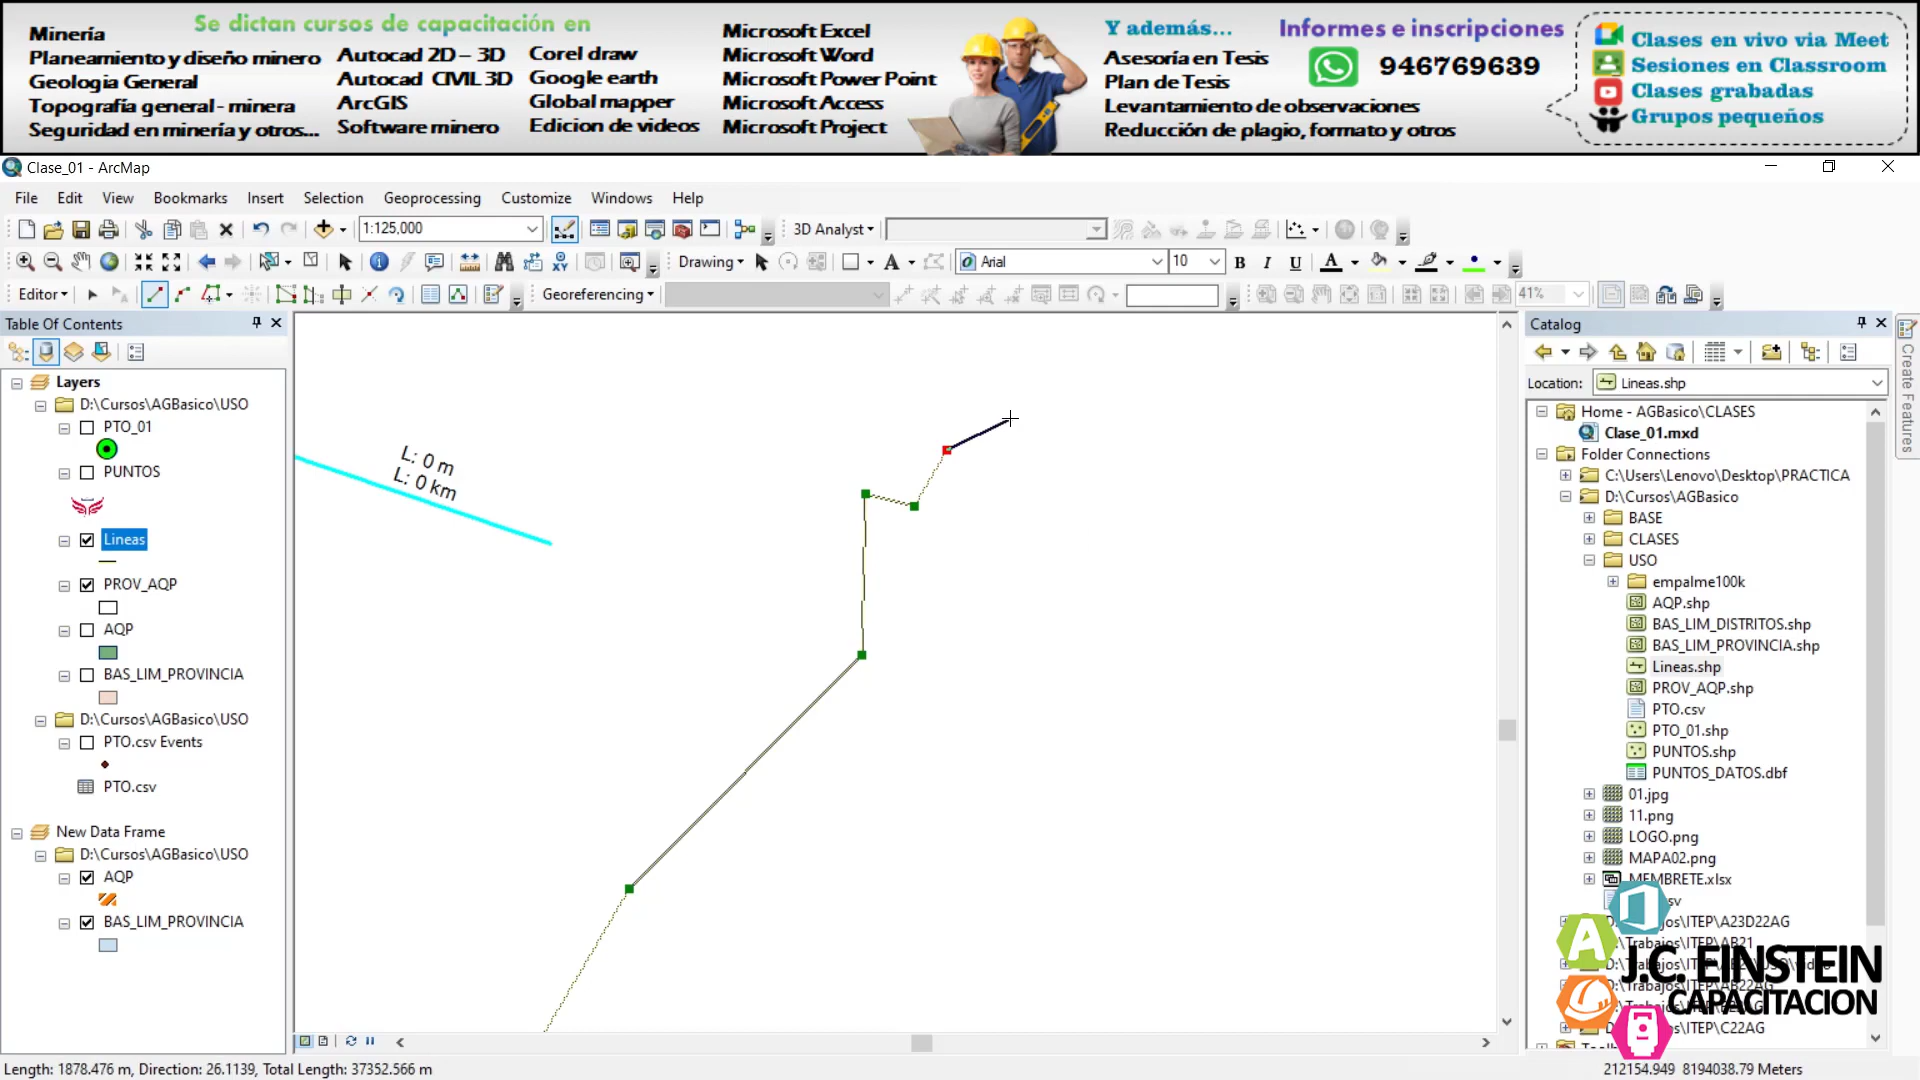 Se dictan cursos de capacitación en
Minería
Planeamiento y diseño minero
Geologia General
Topografía general - minera
Seguridad en minería y otros...
Autocad 2D - 3D
Autocad CIVIL 3D
ArcGIS
Software minero
Corel draw
Google earth
Global mapper
Edicion de videos
Microsoft Excel
Microsoft Word
Microsoft Power Point
Microsoft Access
Microsoft Project
Y además...
Asesoría en Tesis
Plan de Tesis
Levantamiento de observaciones
Reducción de plagio, formato y otros
Informes e inscripciones
946769639
Clases en vivo via Meet
Sesiones en Classroom
Clases grabadas
Grupos pequeños
Clase_01 - ArcMap
File Edit View Bookmarks Insert Selection Geoprocessing Customize Windows Help
1:125,000
3D Analyst
Drawing
Arial
10
B I U A
Editor
Georeferencing
41%
Table Of Contents
Layers
D:\Cursos\AGBasico\USO
PTO_01
PUNTOS
Lineas
PROV_AQP
AQP
BAS_LIM_PROVINCIA
D:\Cursos\AGBasico\USO
PTO.csv Events
PTO.csv
New Data Frame
D:\Cursos\AGBasico\USO
AQP
BAS_LIM_PROVINCIA
L: 0 m
L: 0 km
Catalog
Location: Lineas.shp
Home - AGBasico\CLASES
Clase_01.mxd
Folder Connections
C:\Users\Lenovo\Desktop\PRACTICA
D:\Cursos\AGBasico
BASE
CLASES
USO
empalme100k
AQP.shp
BAS_LIM_DISTRITOS.shp
BAS_LIM_PROVINCIA.shp
Lineas.shp
PROV_AQP.shp
PTO.csv
PTO_01.shp
PUNTOS.shp
PUNTOS_DATOS.dbf
01.jpg
11.png
LOGO.png
MAPA02.png
MEMBRETE.xlsx
Create Features
J.C. EINSTEIN
CAPACITACION
Length: 1878.476 m, Direction: 26.1139, Total Length: 37352.566 m
212154.949 8194038.79 Meters